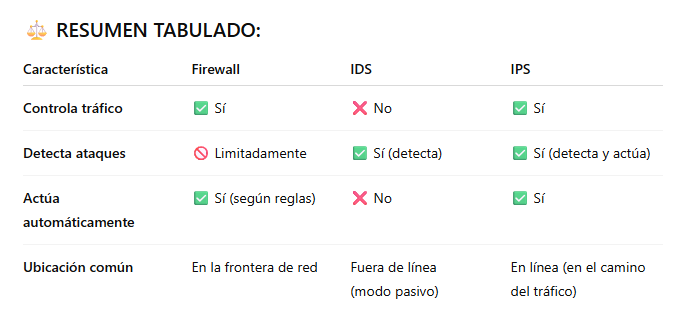 ⚖️ RESUMEN TABULADO:
Característica Firewall IDS IPS
Controla tráfico ✅ Sí ❌ No ✅ Sí
Detecta ataques 🚫 Limitadamente ✅ Sí (detecta) ✅ Sí (detecta y actúa)
Actúa automáticamente ✅ Sí (según reglas) ❌ No ✅ Sí
Ubicación común En la frontera de red Fuera de línea (modo pasivo) En línea (en el camino del tráfico)